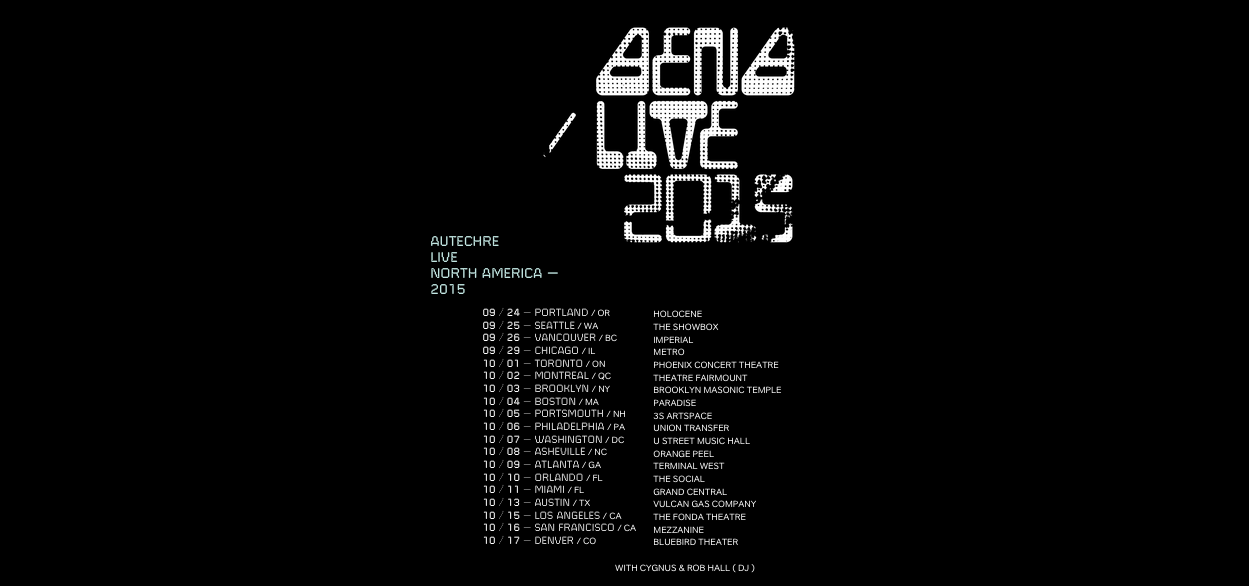 AENA
/ LIVE
2015
AUTECHRE
LIVE
NORTH AMERICA —
2015
09 / 24 — PORTLAND / OR HOLOCENE
09 / 25 — SEATTLE / WA THE SHOWBOX
09 / 26 — VANCOUVER / BC IMPERIAL
09 / 29 — CHICAGO / IL METRO
10 / 01 — TORONTO / ON PHOENIX CONCERT THEATRE
10 / 02 — MONTREAL / QC THEATRE FAIRMOUNT
10 / 03 — BROOKLYN / NY BROOKLYN MASONIC TEMPLE
10 / 04 — BOSTON / MA PARADISE
10 / 05 — PORTSMOUTH / NH 3S ARTSPACE
10 / 06 — PHILADELPHIA / PA UNION TRANSFER
10 / 07 — WASHINGTON / DC U STREET MUSIC HALL
10 / 08 — ASHEVILLE / NC ORANGE PEEL
10 / 09 — ATLANTA / GA TERMINAL WEST
10 / 10 — ORLANDO / FL THE SOCIAL
10 / 11 — MIAMI / FL GRAND CENTRAL
10 / 13 — AUSTIN / TX VULCAN GAS COMPANY
10 / 15 — LOS ANGELES / CA THE FONDA THEATRE
10 / 16 — SAN FRANCISCO / CA MEZZANINE
10 / 17 — DENVER / CO BLUEBIRD THEATER
WITH CYGNUS & ROB HALL ( DJ )